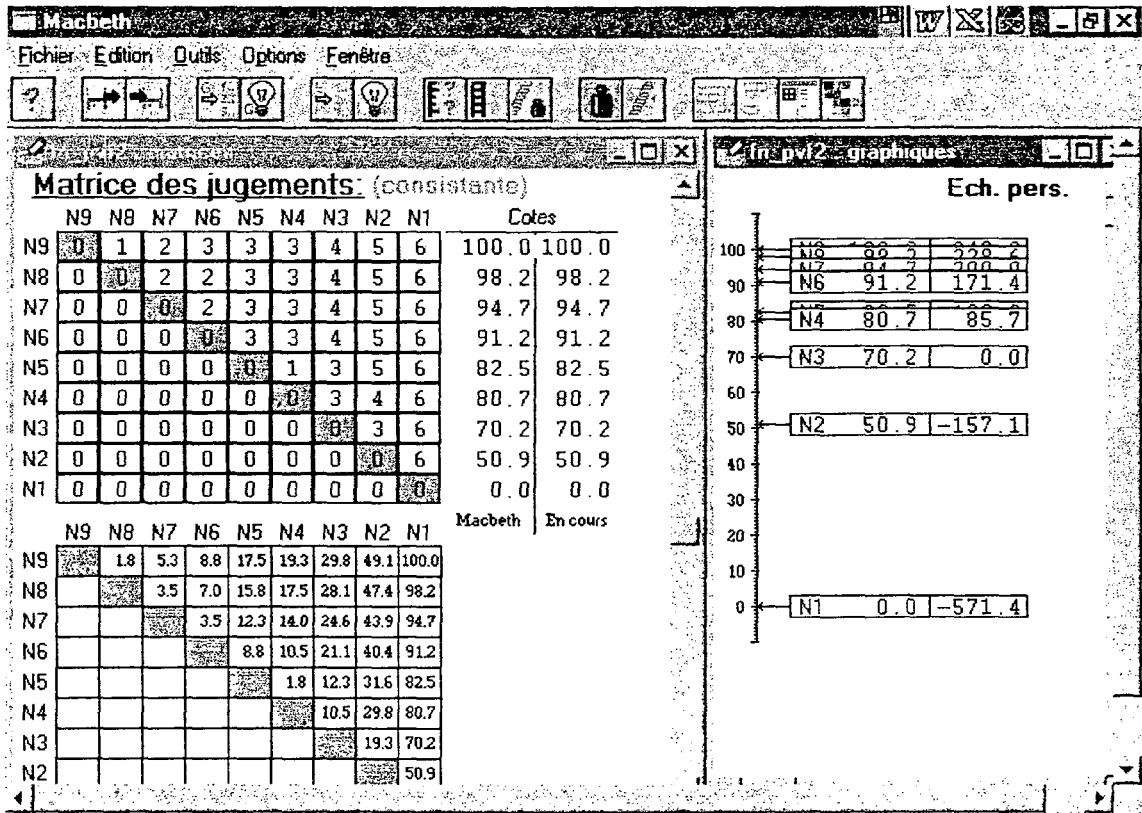 Macbeth
Fichier Edition Outils Options Fenêtre
Matrice des jugements: (consistante)
N9 N8 N7 N6 N5 N4 N3 N2 N1 Cotes
N9 0 1 2 3 3 3 4 5 6 100.0 100.0
N8 0 0 2 2 3 3 4 5 6 98.2 98.2
N7 0 0 0 2 3 3 4 5 6 94.7 94.7
N6 0 0 0 0 3 3 4 5 6 91.2 91.2
N5 0 0 0 0 0 1 3 5 6 82.5 82.5
N4 0 0 0 0 0 0 3 4 6 80.7 80.7
N3 0 0 0 0 0 0 0 3 6 70.2 70.2
N2 0 0 0 0 0 0 0 0 6 50.9 50.9
N1 0 0 0 0 0 0 0 0 0 0.0 0.0
Macbeth En cours
N9 N8 N7 N6 N5 N4 N3 N2 N1
N9 1.8 5.3 8.8 17.5 19.3 29.8 49.1 100.0
N8 3.5 7.0 15.8 17.5 28.1 47.4 98.2
N7 3.5 12.3 14.0 24.6 43.9 94.7
N6 8.8 10.5 21.1 40.4 91.2
N5 1.8 12.3 31.6 82.5
N4 10.5 29.8 80.7
N3 19.3 70.2
N2 50.9
fn_pvf2 - graphiques
Ech. pers.
100
90 N6 91.2 171.4
80 N4 80.7 85.7
70 N3 70.2 0.0
60
50 N2 50.9 -157.1
40
30
20
10
0 N1 0.0 -571.4